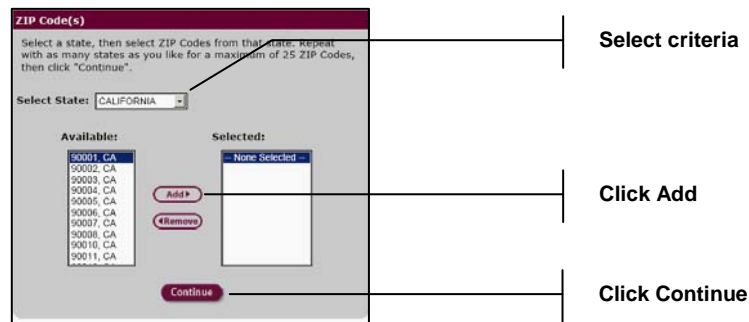 ZIP Code(s)
Select a state, then select ZIP Codes from that state. Repeat
with as many states as you like for a maximum of 25 ZIP Codes,
then click "Continue".
Select State: CALIFORNIA
Available:
90001, CA
90002, CA
90003, CA
90004, CA
90005, CA
90006, CA
90007, CA
90008, CA
90010, CA
90011, CA
Add
Remove
Selected:
-- None Selected --
Continue
Select criteria
Click Add
Click Continue